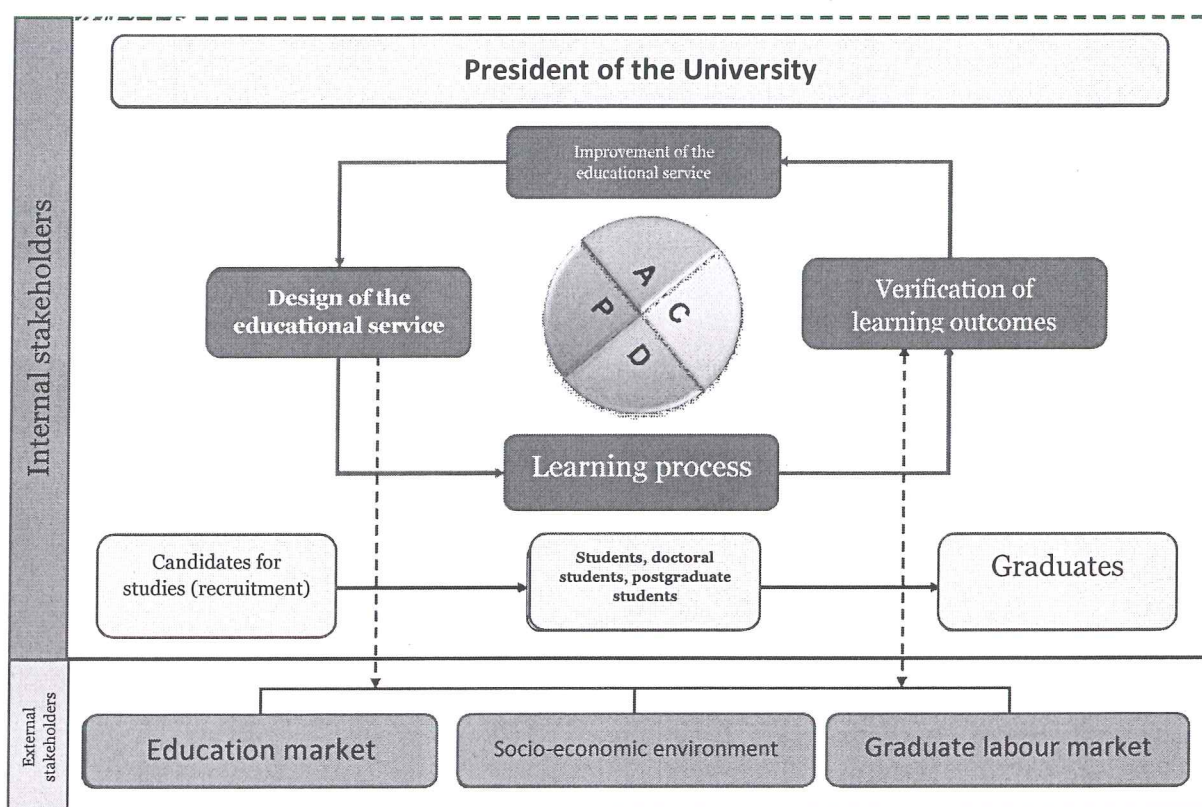 President of the University
Internal stakeholders
Improvement of the
educational service
Design of the
educational service
A
P
C
D
Verification of
learning outcomes
Learning process
Candidates for
studies (recruitment)
Students, doctoral
students, postgraduate
students
Graduates
External
stakeholders
Education market
Socio-economic environment
Graduate labour market